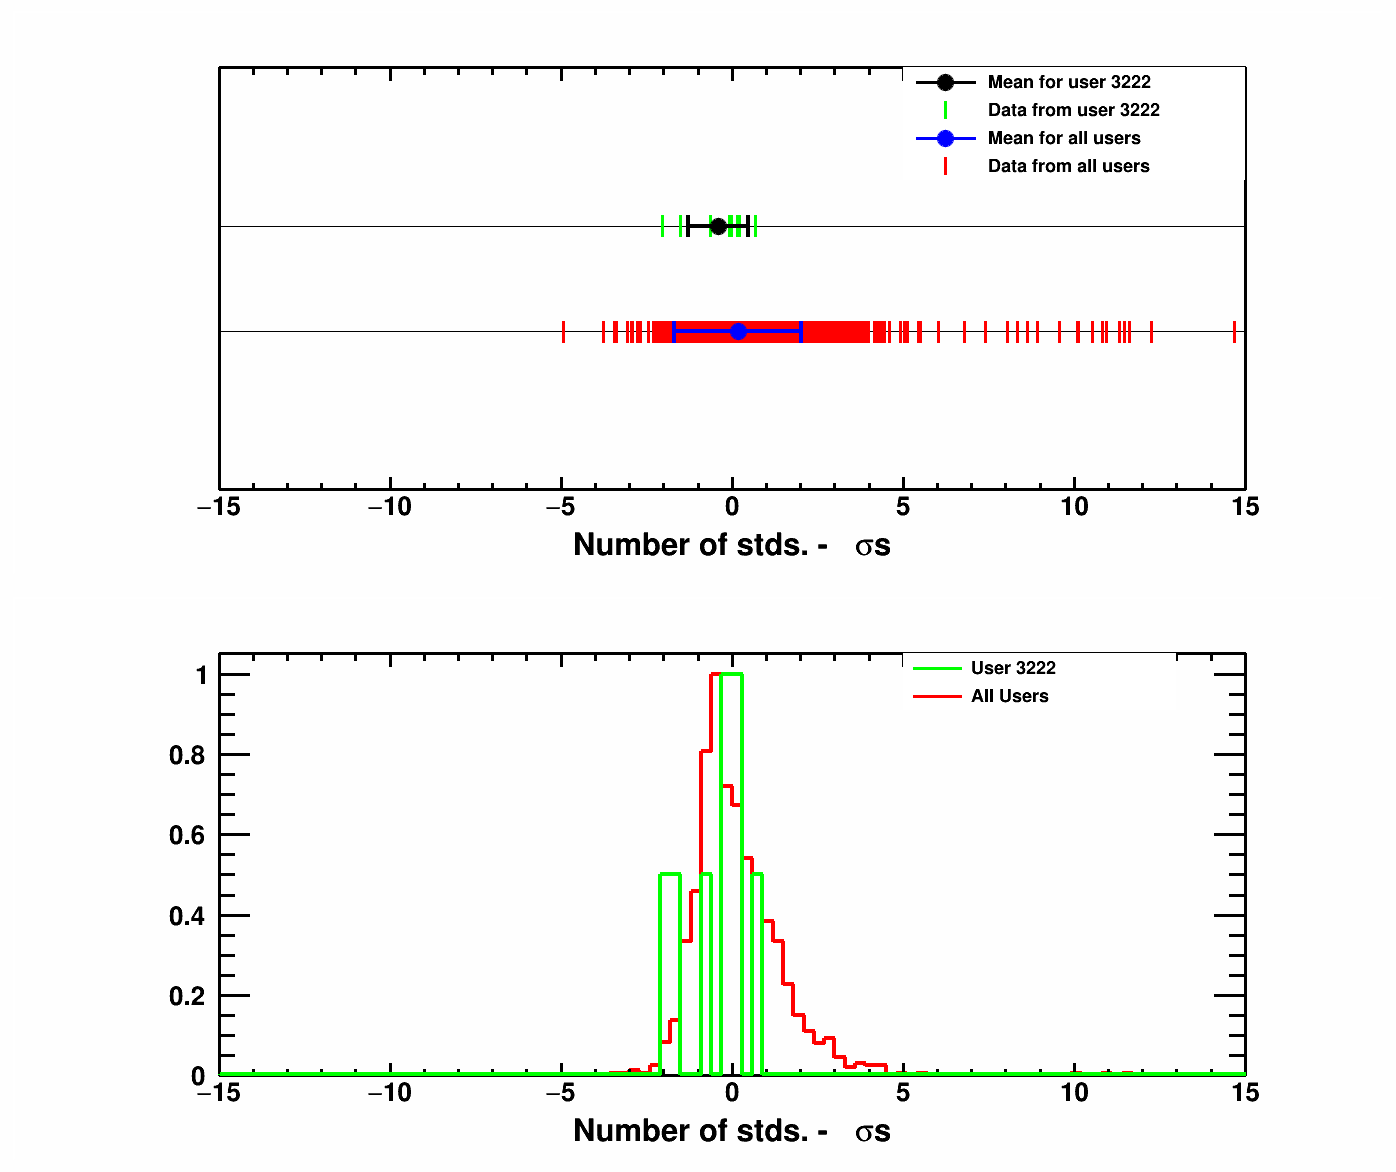 Mean for user 3222
Data from user 3222
Mean for all users
Data from all users
−15 −10 −5 0 5 10 15
Number of stds. - σs
User 3222
All Users
1
0.8
0.6
0.4
0.2
0
−15 −10 −5 0 5 10 15
Number of stds. - σs